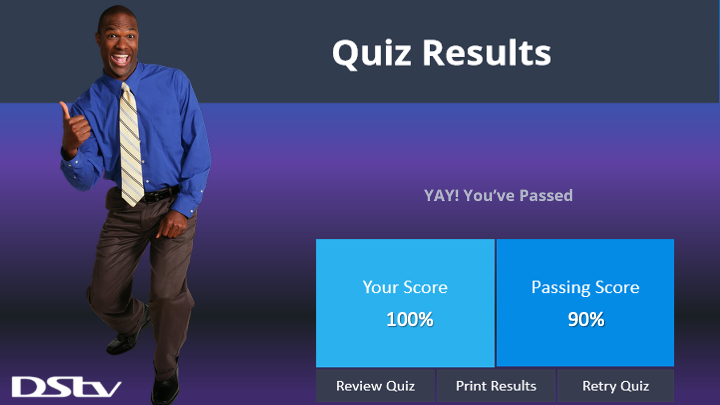 Quiz Results
YAY! You've Passed
Your Score
100%
Passing Score
90%
Review Quiz
Print Results
Retry Quiz
DStv